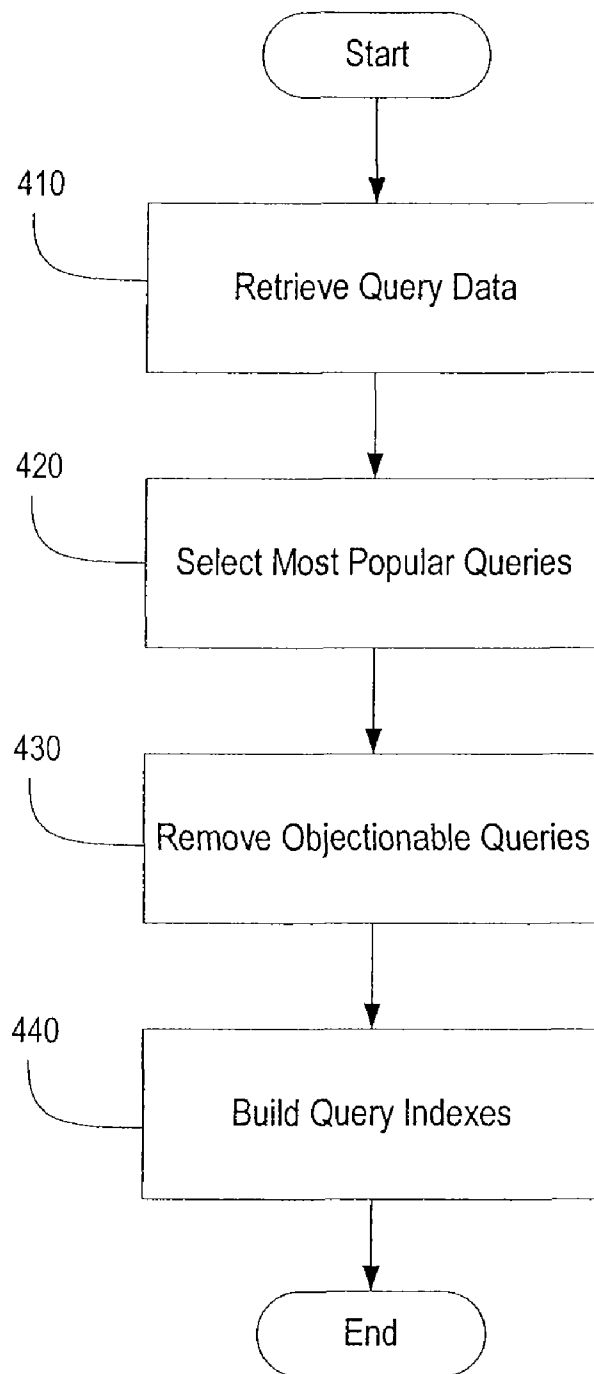 Start
410
Retrieve Query Data
420
Select Most Popular Queries
430
Remove Objectionable Queries
440
Build Query Indexes
End